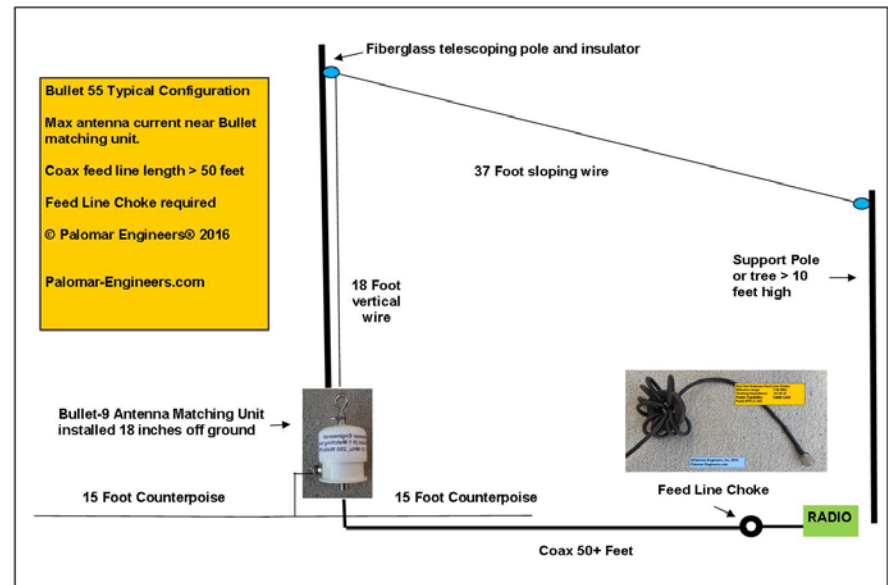 Fiberglass telescoping pole and insulator
Bullet 55 Typical Configuration
Max antenna current near Bullet
matching unit.
Coax feed line length > 50 feet
Feed Line Choke required
© Palomar Engineers® 2016
Palomar-Engineers.com
37 Foot sloping wire
18 Foot
vertical
wire
Support Pole
or tree > 10
feet high
Bullet-9 Antenna Matching Unit
installed 18 inches off ground
15 Foot Counterpoise
15 Foot Counterpoise
Feed Line Choke
RADIO
Coax 50+ Feet